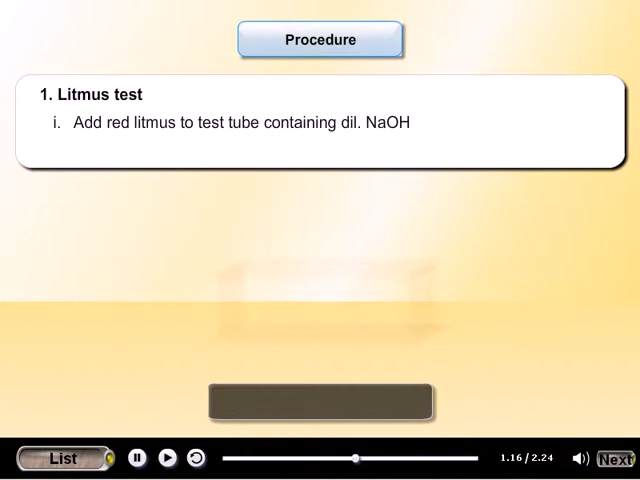 Procedure
1. Litmus test
i. Add red litmus to test tube containing dil. NaOH
List
1.16 / 2.24
Next